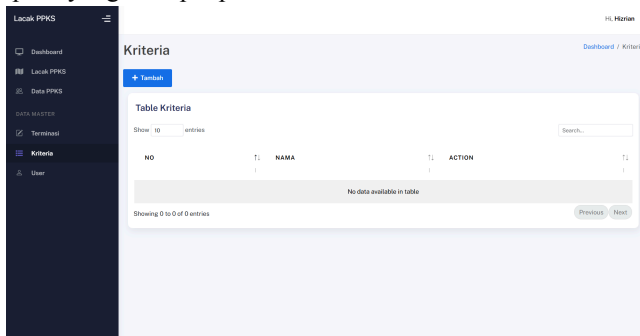 Lacak PPKS
Hi, Hizrian
Dashboard
Lacak PPKS
Data PPKS
DATA MASTER
Terminasi
Kriteria
User
Kriteria
Dashboard / Kriteri
+ Tambah
Table Kriteria
Show 10 entries
Search...
NO NAMA ACTION
No data available in table
Showing 0 to 0 of 0 entries
Previous Next